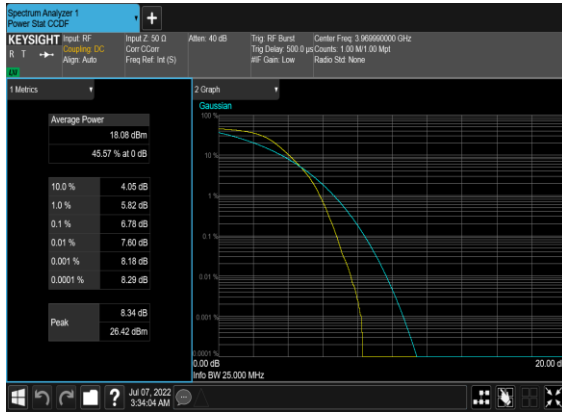 Spectrum Analyzer 1
Power Stat CCDF
KEYSIGHT
R T
LXI
Input: RF
Coupling: DC
Align: Auto
Input Z: 50 Ω
Corr CCorr
Freq Ref: Int (S)
Atten: 40 dB
Trig: RF Burst
Trig Delay: 500.0 µs
#IF Gain: Low
Center Freq: 3.969990000 GHz
Counts: 1.00 M/1.00 Mpt
Radio Std: None
1 Metrics
Average Power
18.08 dBm
45.57 % at 0 dB
10.0 % 4.05 dB
1.0 % 5.82 dB
0.1 % 6.78 dB
0.01 % 7.60 dB
0.001 % 8.18 dB
0.0001 % 8.29 dB
Peak
8.34 dB
26.42 dBm
2 Graph
Gaussian
100 %
10 %
1 %
0.1 %
0.01 %
0.001 %
0.0001 %
0.00 dB
20.00 dB
Info BW 25.000 MHz
Jul 07, 2022
3:34:04 AM